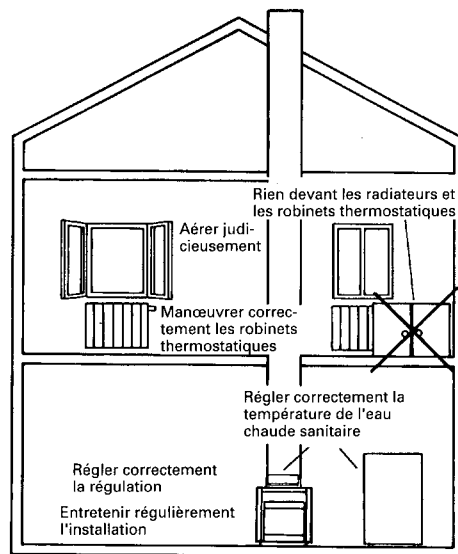 Rien devant les radiateurs et
les robinets thermostatiques
Aérer judi-
cieusement
Manœuvrer correc-
tement les robinets
thermostatiques
Régler correctement la
température de l'eau
chaude sanitaire
Régler correctement
la régulation
Entretenir régulièrement
l'installation